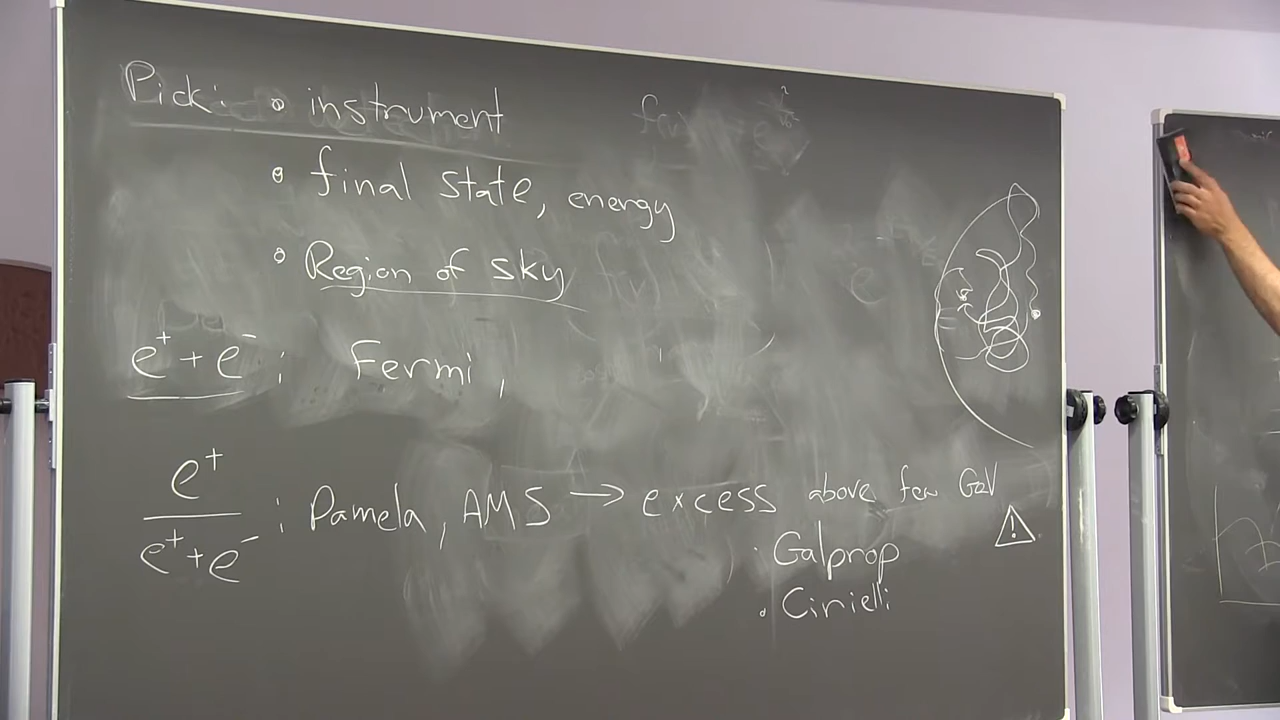 Pick: • instrument
• final state, energy
• Region of sky
e⁺ + e⁻ ; Fermi,
e⁺
e⁺ + e⁻ ; Pamela, AMS → excess above few GeV
!
· Galprop
· Cirielli